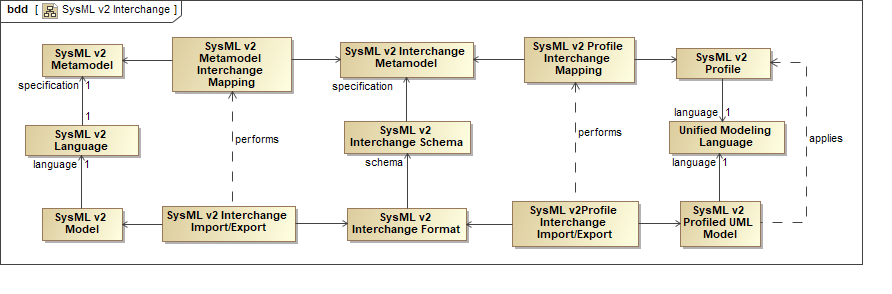 bdd [ SysML v2 Interchange ]
SysML v2
Metamodel
SysML v2
Metamodel
Interchange
Mapping
SysML v2 Interchange
Metamodel
SysML v2 Profile
Interchange
Mapping
SysML v2
Profile
specification 1
specification
1
language 1
performs
performs
applies
SysML v2
Language
SysML v2
Interchange Schema
Unified Modeling
Language
language
schema
language 1
SysML v2
Model
SysML v2 Interchange
Import/Export
SysML v2
Interchange Format
SysML v2Profile
Interchange
Import/Export
SysML v2
Profiled UML
Model